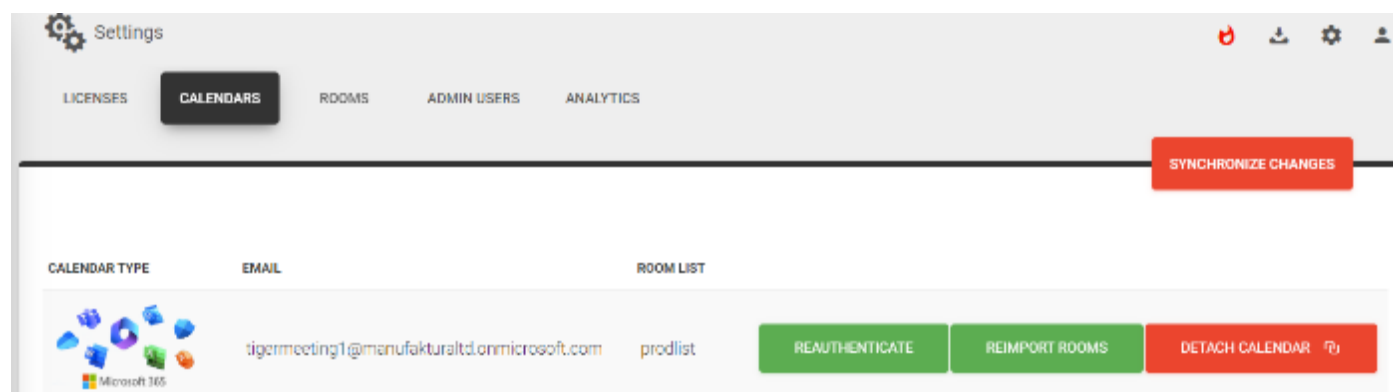 Settings
LICENSES CALENDARS ROOMS ADMIN USERS ANALYTICS
SYNCHRONIZE CHANGES
CALENDAR TYPE EMAIL ROOM LIST
tigermeeting1@manufakturaltd.onmicrosoft.com prodlist REAUTHENTICATE REIMPORT ROOMS DETACH CALENDAR
Microsoft 365